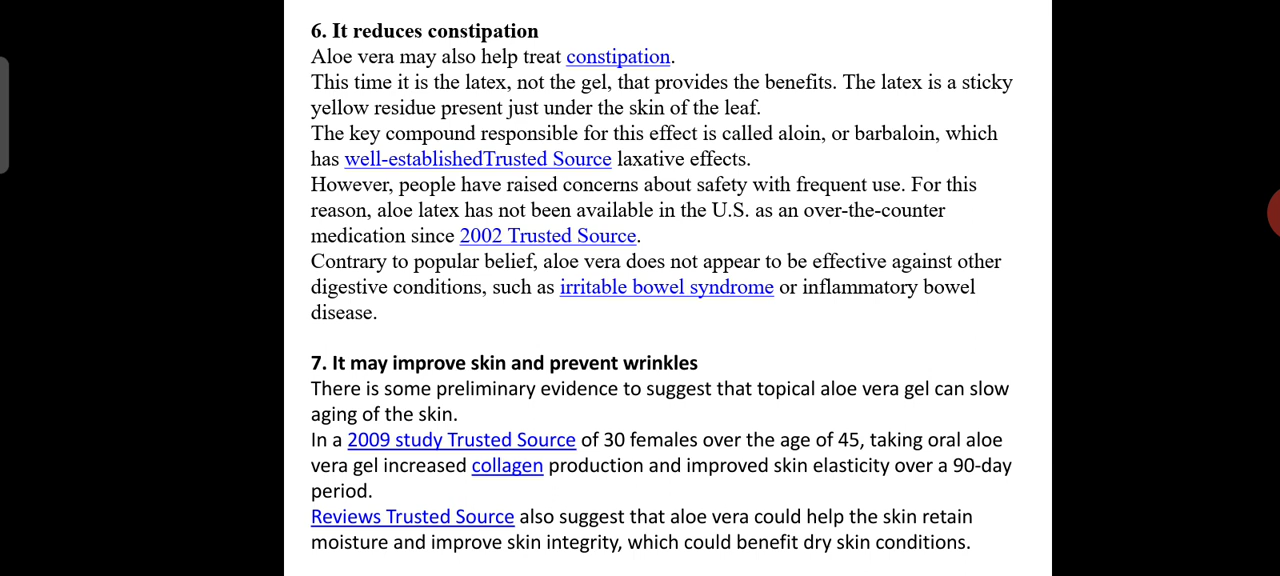 6. It reduces constipation
Aloe vera may also help treat constipation.
This time it is the latex, not the gel, that provides the benefits. The latex is a sticky
yellow residue present just under the skin of the leaf.
The key compound responsible for this effect is called aloin, or barbaloin, which
has well-establishedTrusted Source laxative effects.
However, people have raised concerns about safety with frequent use. For this
reason, aloe latex has not been available in the U.S. as an over-the-counter
medication since 2002 Trusted Source.
Contrary to popular belief, aloe vera does not appear to be effective against other
digestive conditions, such as irritable bowel syndrome or inflammatory bowel
disease.
7. It may improve skin and prevent wrinkles
There is some preliminary evidence to suggest that topical aloe vera gel can slow
aging of the skin.
In a 2009 study Trusted Source of 30 females over the age of 45, taking oral aloe
vera gel increased collagen production and improved skin elasticity over a 90-day
period.
Reviews Trusted Source also suggest that aloe vera could help the skin retain
moisture and improve skin integrity, which could benefit dry skin conditions.